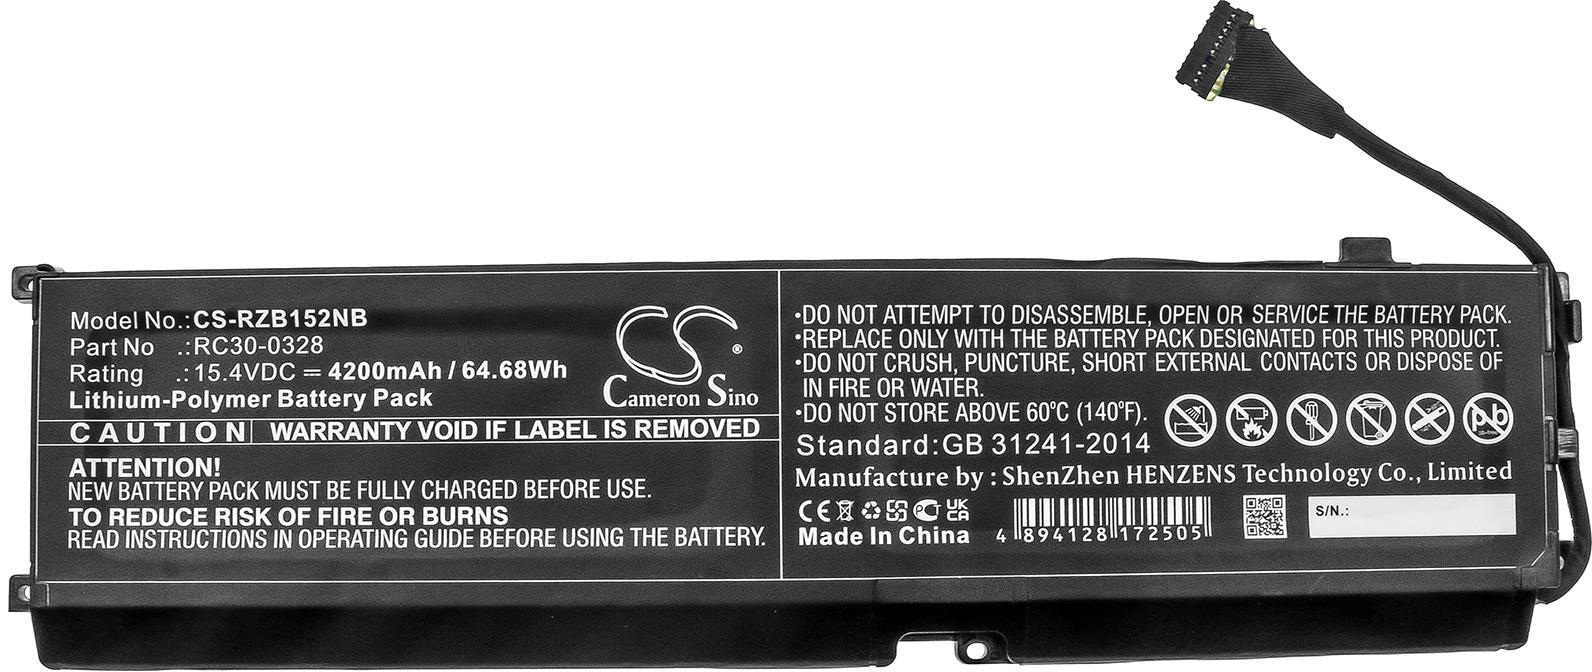 Model No.:CS-RZB152NB
Part No .:RC30-0328
Rating .:15.4VDC ⎓ 4200mAh / 64.68Wh
Lithium-Polymer Battery Pack
Cameron Sino
®
CAUTION WARRANTY VOID IF LABEL IS REMOVED
ATTENTION!
NEW BATTERY PACK MUST BE FULLY CHARGED BEFORE USE.
TO REDUCE RISK OF FIRE OR BURNS
READ INSTRUCTIONS IN OPERATING GUIDE BEFORE USING THE BATTERY.
•DO NOT ATTEMPT TO DISASSEMBLE, OPEN OR SERVICE THE BATTERY PACK.
•REPLACE ONLY WITH THE BATTERY PACK DESIGNATED FOR THIS PRODUCT.
•DO NOT CRUSH, PUNCTURE, SHORT EXTERNAL CONTACTS OR DISPOSE OF
IN FIRE OR WATER.
•DO NOT STORE ABOVE 60℃ (140℉).
pb
Standard:GB 31241-2014
Manufacture by : ShenZhen HENZENS Technology Co., Limited
CE PCT UK CA
Made In China
4 894128 172505
S/N.: